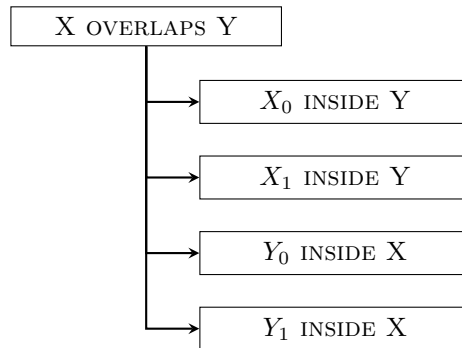 X OVERLAPS Y
X₀ INSIDE Y
X₁ INSIDE Y
Y₀ INSIDE X
Y₁ INSIDE X